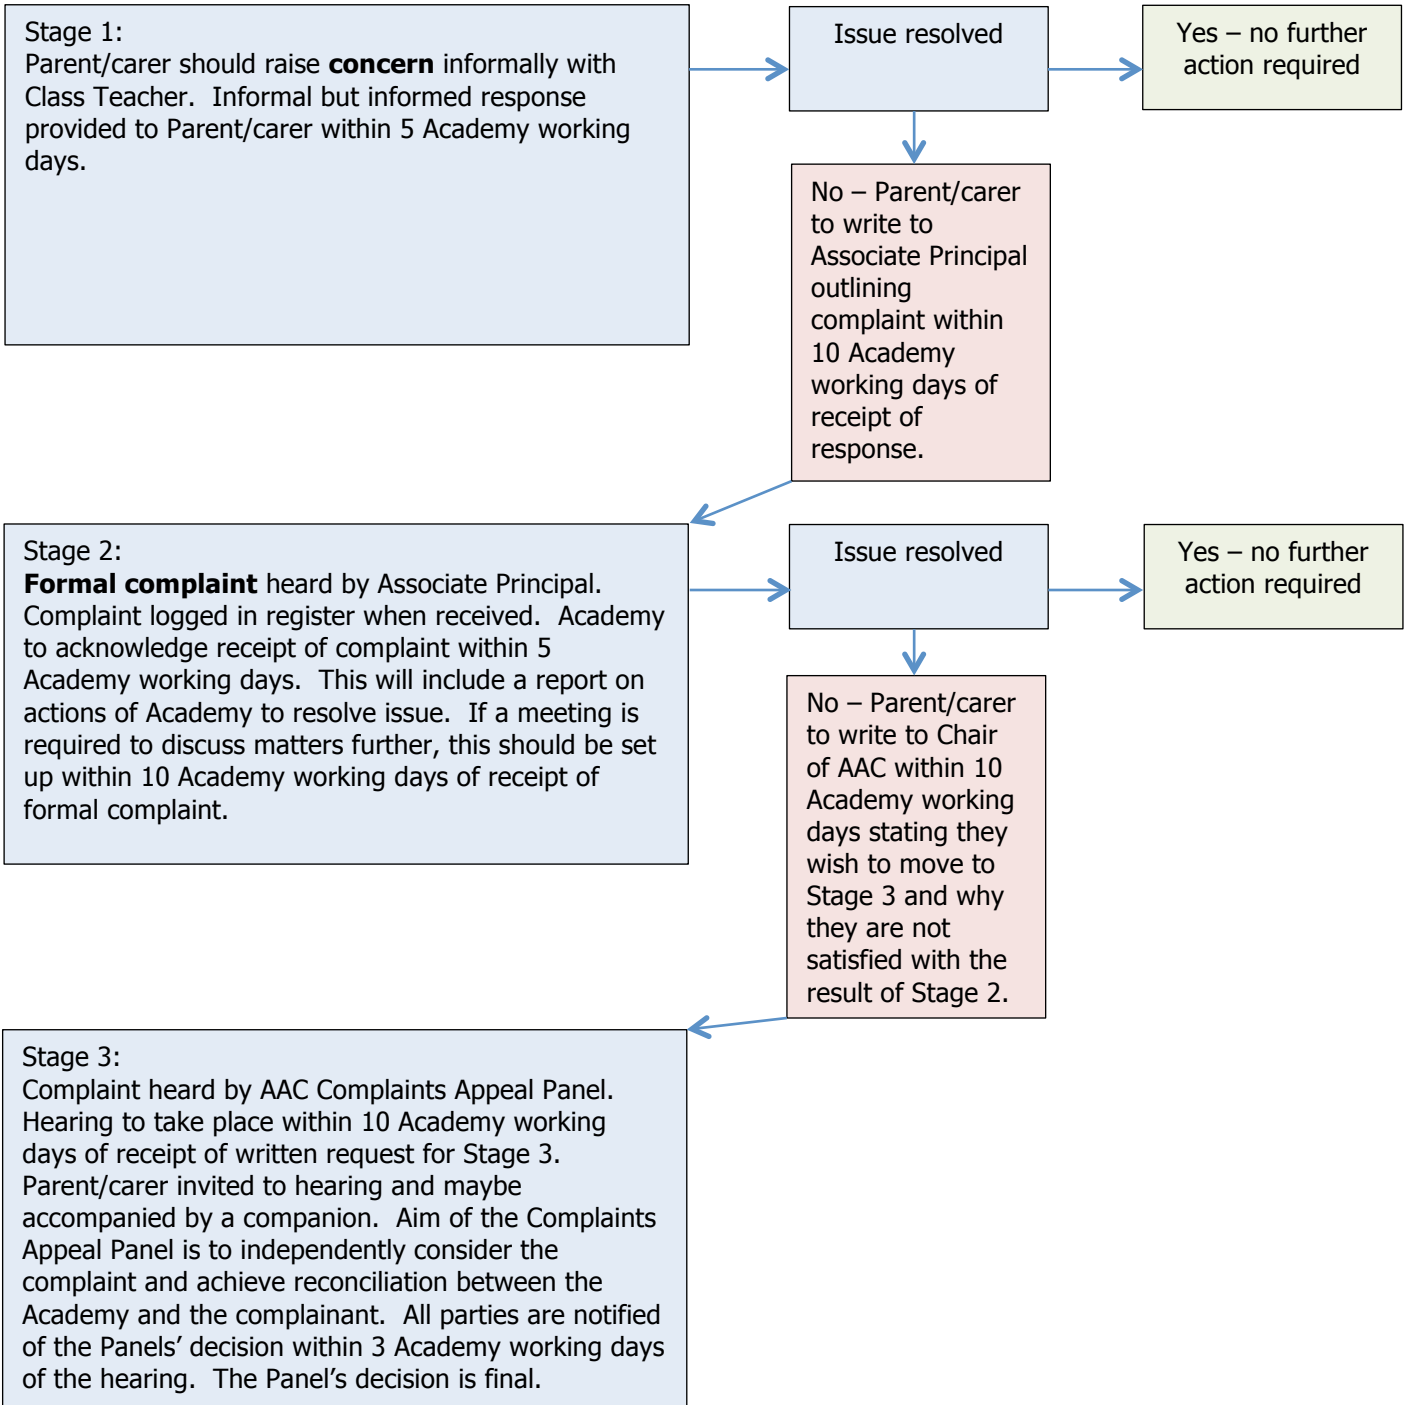 Stage 1:
Parent/carer should raise concern informally with
Class Teacher.  Informal but informed response
provided to Parent/carer within 5 Academy working
days.
Issue resolved
Yes – no further
action required
No – Parent/carer
to write to
Associate Principal
outlining
complaint within
10 Academy
working days of
receipt of
response.
Stage 2:
Formal complaint heard by Associate Principal.
Complaint logged in register when received.  Academy
to acknowledge receipt of complaint within 5
Academy working days.  This will include a report on
actions of Academy to resolve issue.  If a meeting is
required to discuss matters further, this should be set
up within 10 Academy working days of receipt of
formal complaint.
Issue resolved
Yes – no further
action required
No – Parent/carer
to write to Chair
of AAC within 10
Academy working
days stating they
wish to move to
Stage 3 and why
they are not
satisfied with the
result of Stage 2.
Stage 3:
Complaint heard by AAC Complaints Appeal Panel.
Hearing to take place within 10 Academy working
days of receipt of written request for Stage 3.
Parent/carer invited to hearing and maybe
accompanied by a companion.  Aim of the Complaints
Appeal Panel is to independently consider the
complaint and achieve reconciliation between the
Academy and the complainant.  All parties are notified
of the Panels’ decision within 3 Academy working days
of the hearing.  The Panel’s decision is final.